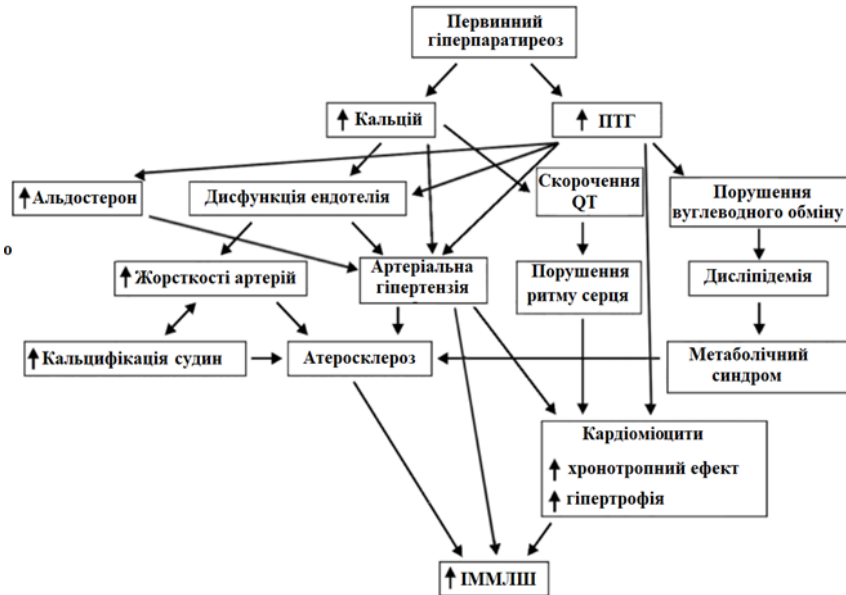 Первинний
гіперпаратиреоз
Кальцій
ПТГ
Альдостерон
Дисфункція ендотелія
Скорочення
QT
Порушення
вуглеводного обміну
о
Жорсткості артерій
Артеріальна
гіпертензія
Порушення
ритму серця
Дисліпідемія
Кальцифікація судин
Атеросклероз
Метаболічний
синдром
Кардіоміоцити
хронотропний ефект
гіпертрофія
ІММЛШ